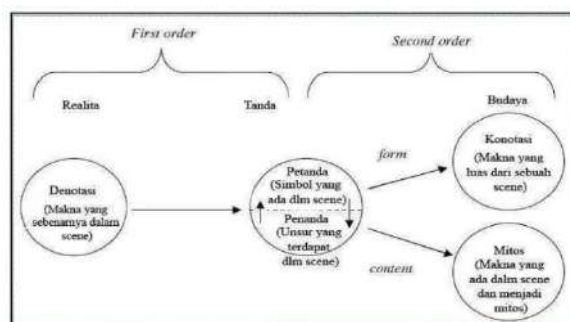 First order
Second order
Realita
Tanda
Budaya
Denotasi
(Makna yang
sebenarnya dalam
scene)
Petanda
(Simbol yang
ada dlm scene)
Penanda
(Unsur yang
terdapat
dlm scene)
form
content
Konotasi
(Makna yang
luas dari sebuah
scene)
Mitos
(Makna yang
ada dalm scene
dan menjadi
mitos)